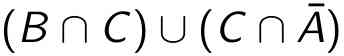 (B ∩ C) ∪ (C ∩ Ā)